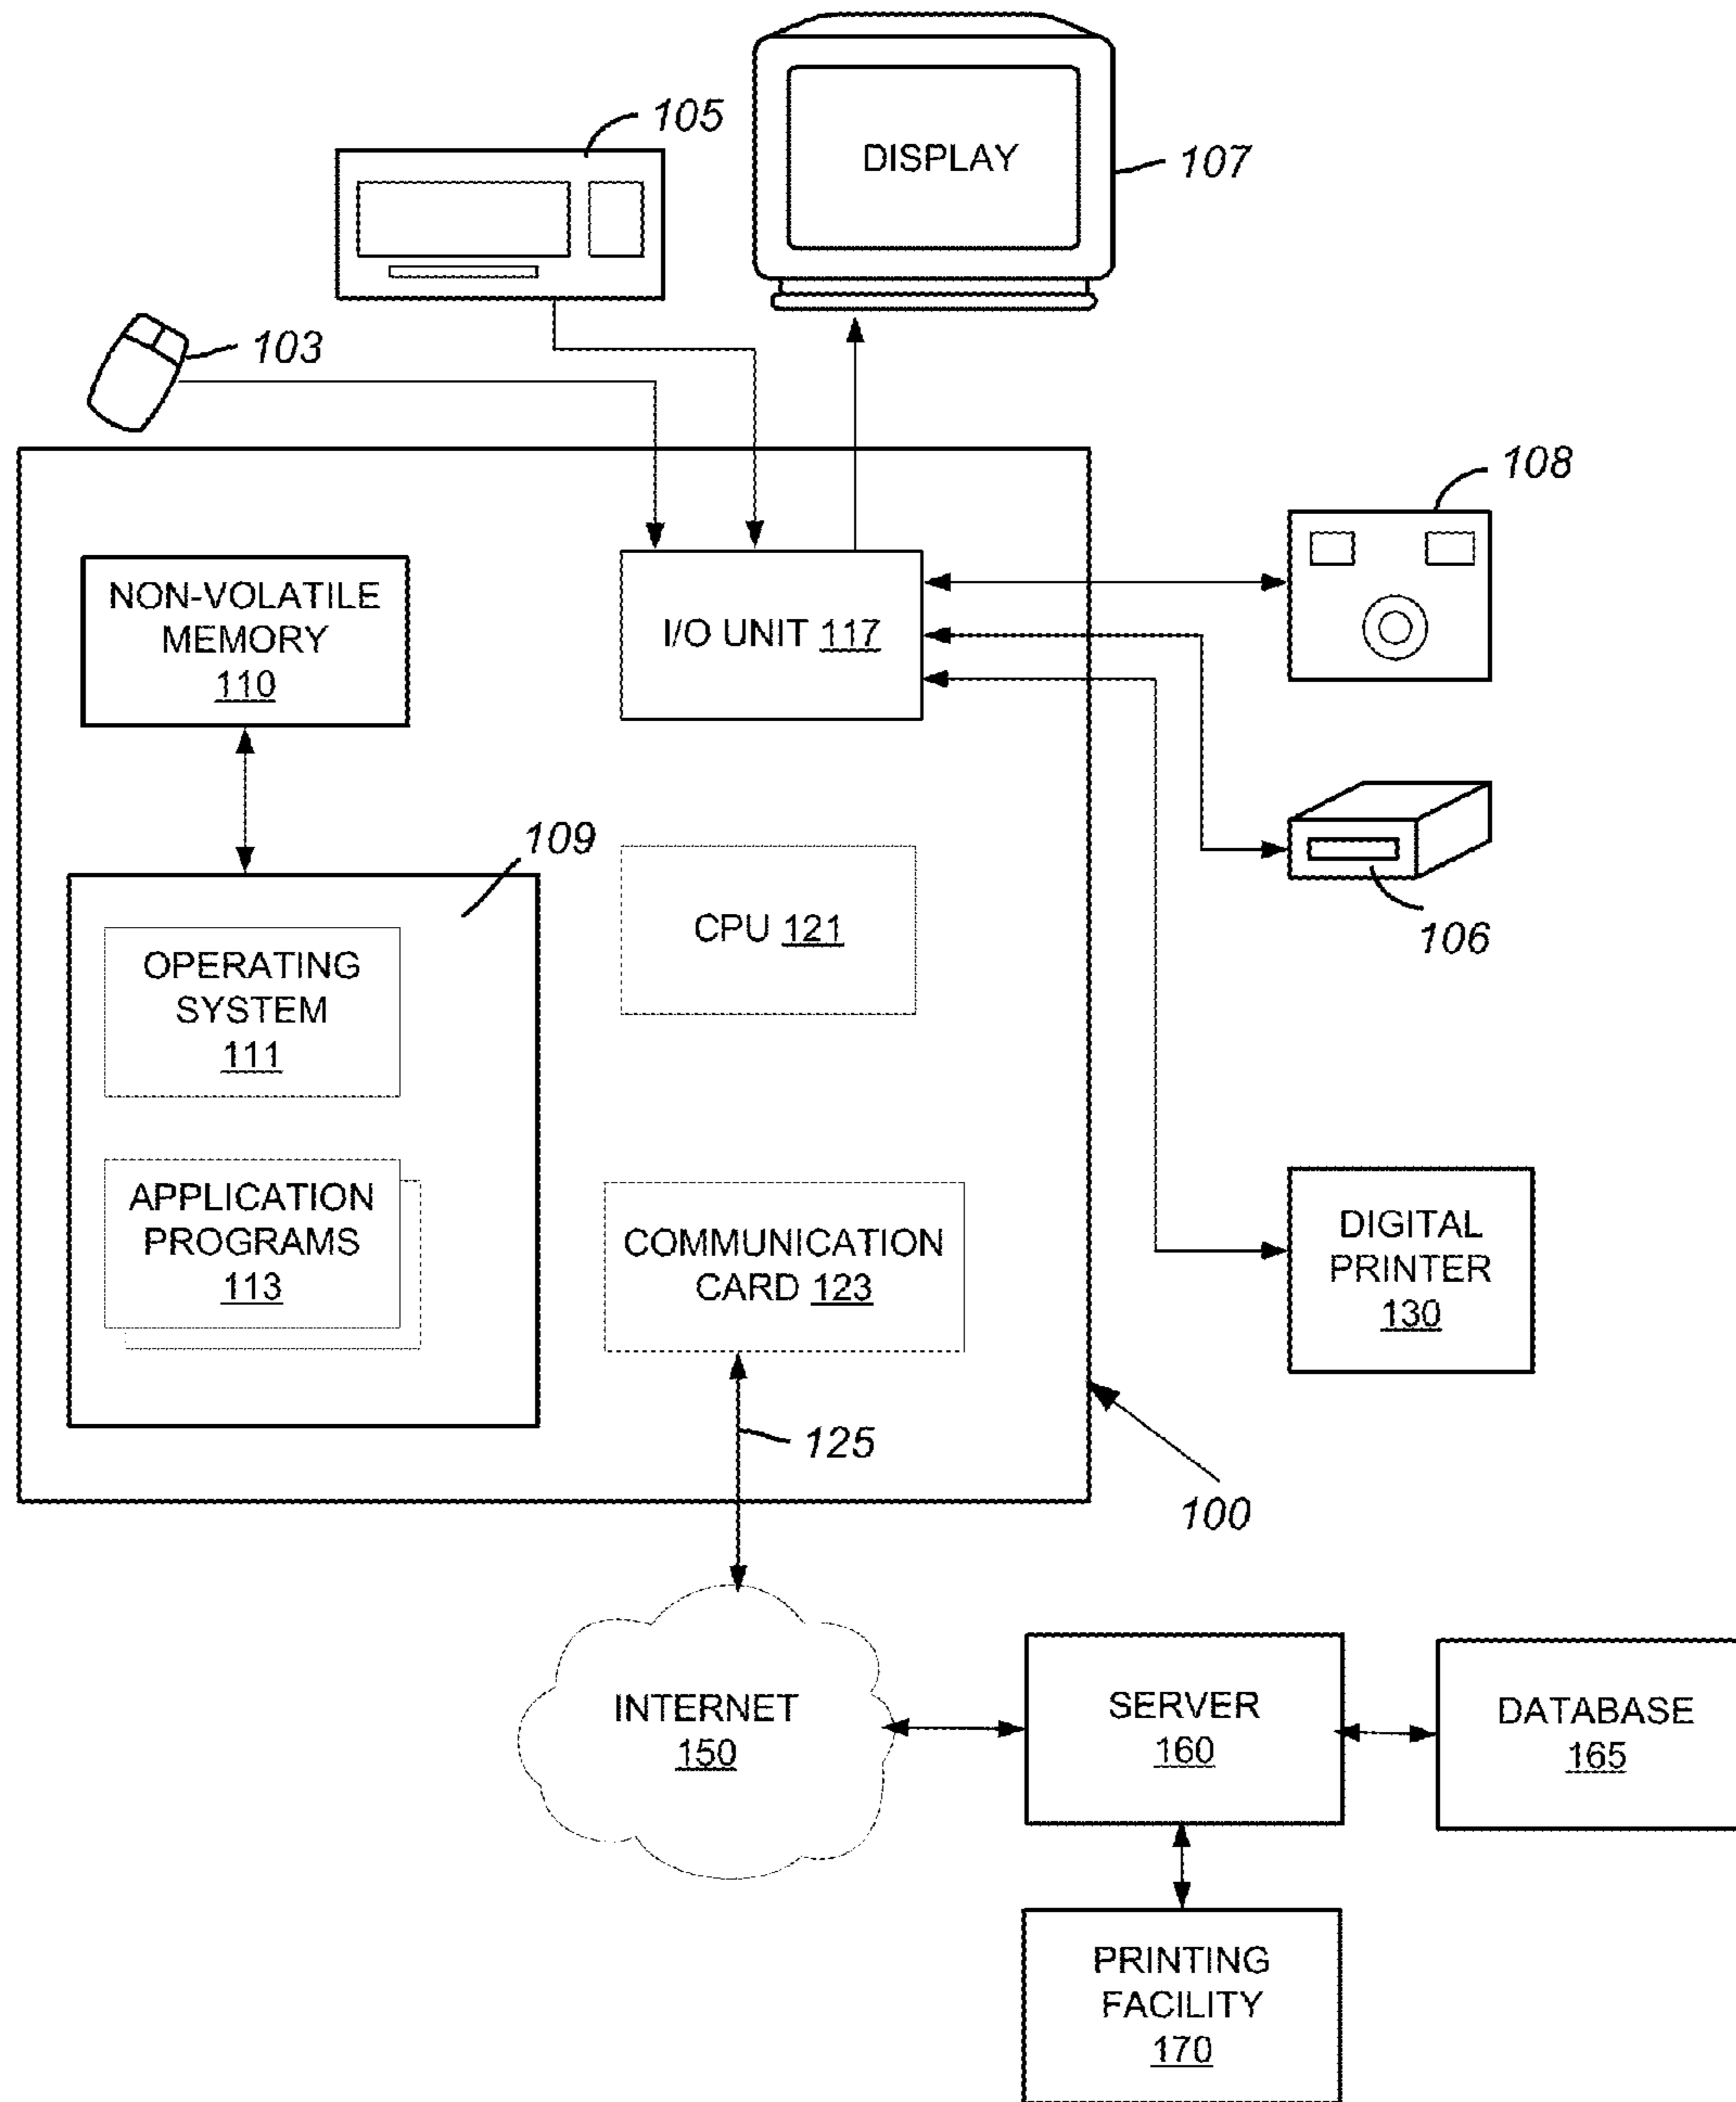 105
DISPLAY
107
103
108
NON-VOLATILE
MEMORY
110
I/O UNIT 117
109
CPU 121
106
OPERATING
SYSTEM
111
APPLICATION
PROGRAMS
113
COMMUNICATION
CARD 123
DIGITAL
PRINTER
130
125
100
INTERNET
150
SERVER
160
DATABASE
165
PRINTING
FACILITY
170